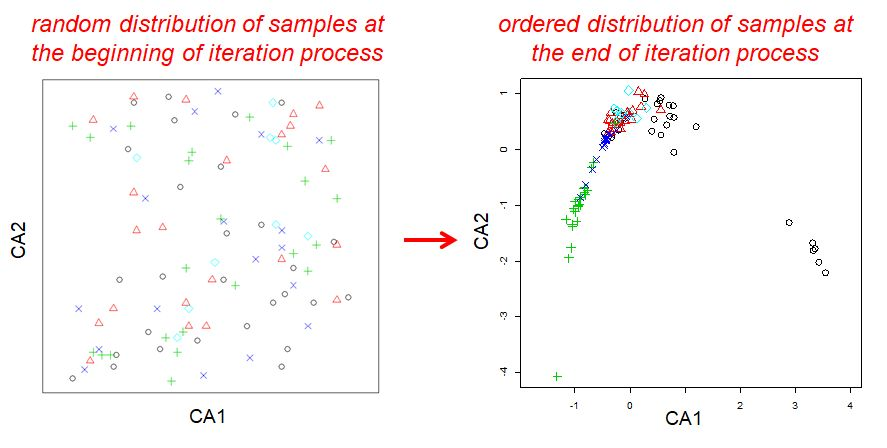 random distribution of samples at
the beginning of iteration process
ordered distribution of samples at
the end of iteration process
CA2
CA1
CA2
1
0
-1
-2
-3
-4
-1
0
1
2
3
4
CA1